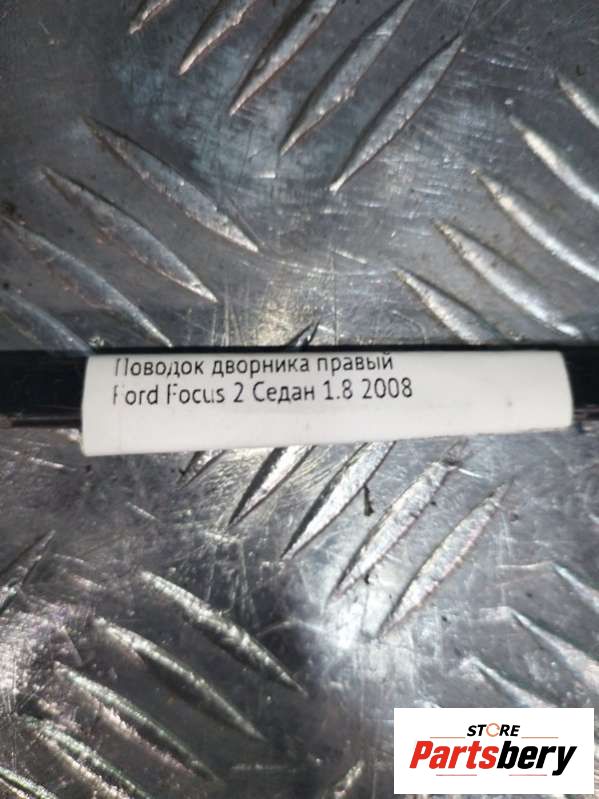 Поводок дворника правый
Ford Focus 2 Седан 1.8 2008
STORE
Partsbery